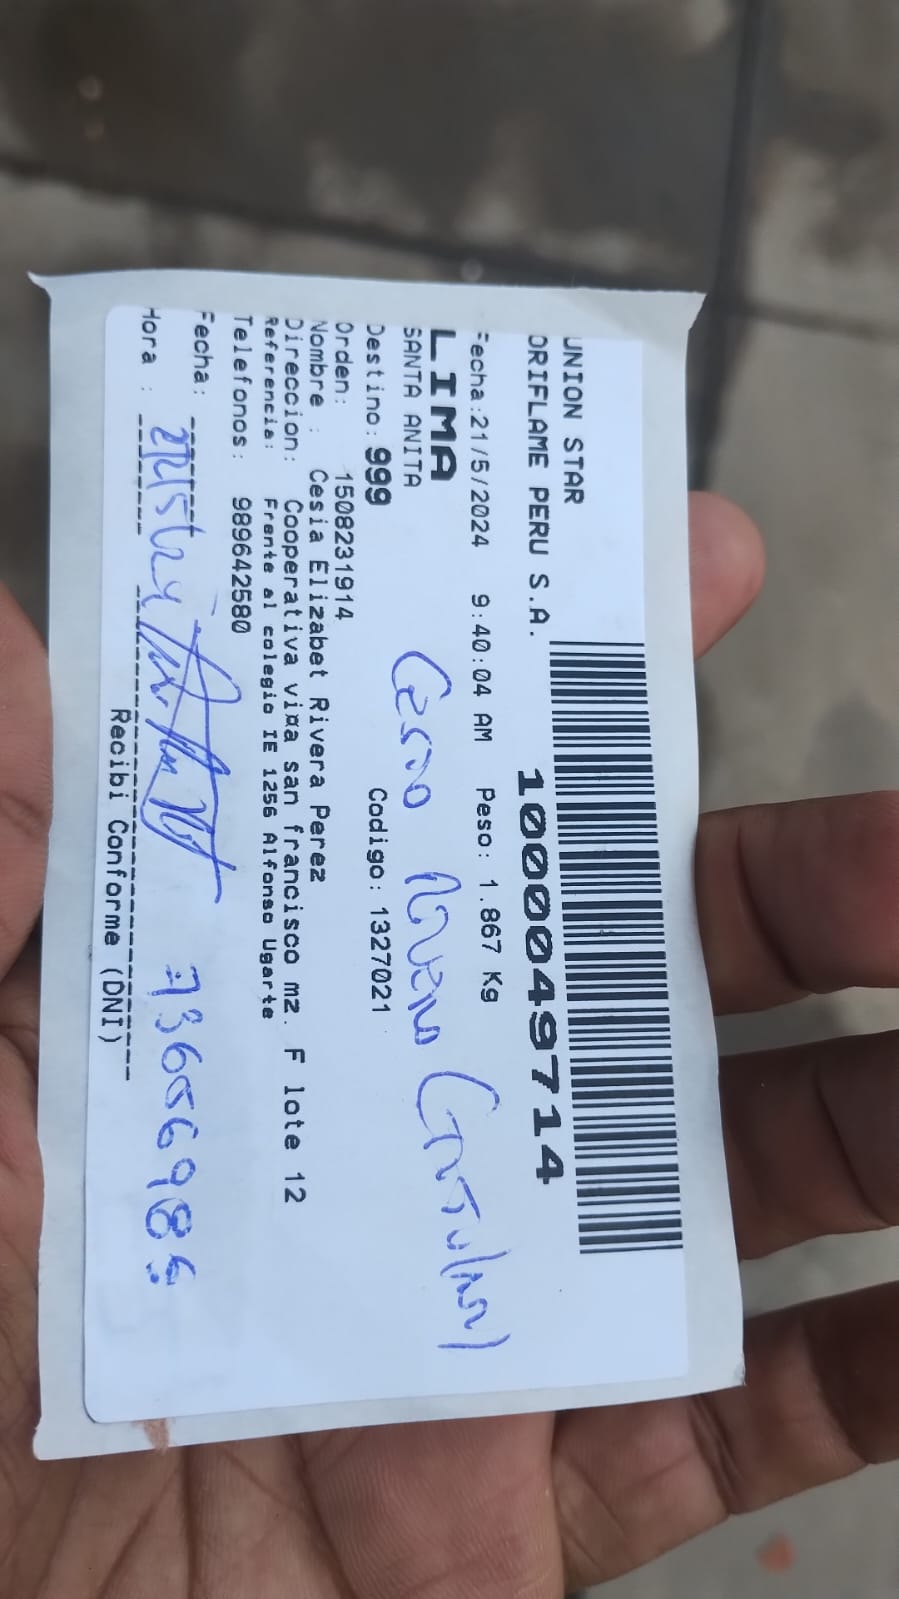 UNION STAR
ORIFLAME PERU S.A.
10000049714
Fecha:21/5/2024 9:40:04 AM Peso: 1.867 Kg
LIMA
SANTA ANITA
Destino: 999 Codigo: 1327021
Orden: 1508231914
Nombre : Cesia Elizabet Rivera Perez
Direccion: Cooperativa vi¤a san francisco mz. F lote 12
Referencia: Frente al colegio IE 1256 Alfonso Ugarte
Telefonos: 989642580
Fecha:
Hora :
Recibi Conforme (DNI)